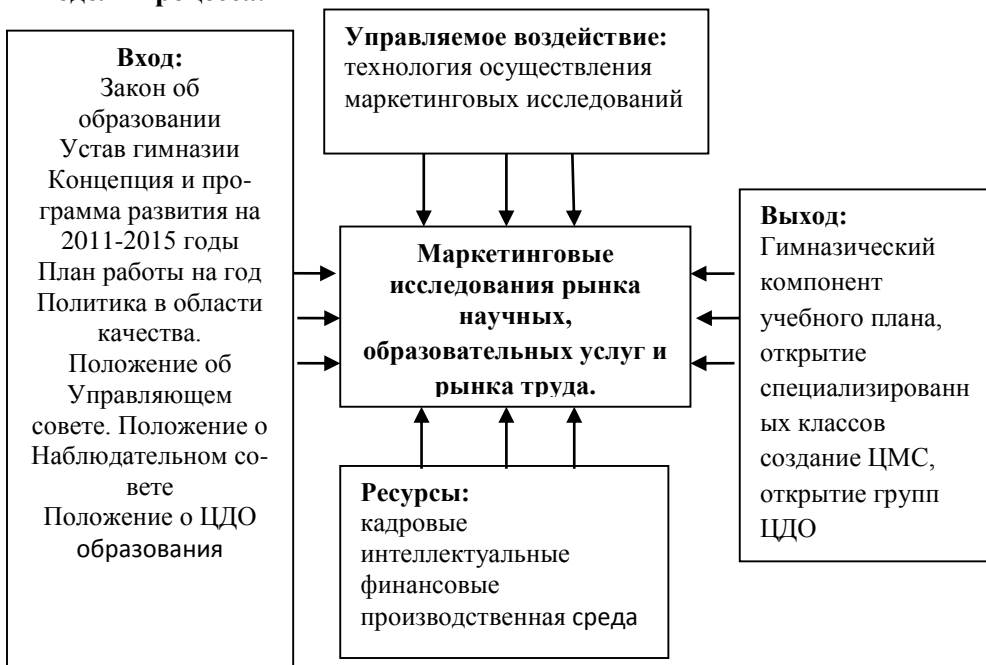 Вход:
Закон об
образовании
Устав гимназии
Концепция и про-
грамма развития на
2011-2015 годы
План работы на год
Политика в области
качества.
Положение об
Управляющем
совете. Положение о
Наблюдательном со-
вете
Положение о ЦДО
образования
Управляемое воздействие:
технология осуществления
маркетинговых исследований
Маркетинговые
исследования рынка
научных,
образовательных услуг и
рынка труда.
Ресурсы:
кадровые
интеллектуальные
финансовые
производственная среда
Выход:
Гимназический
компонент
учебного плана,
открытие
специализированн
ых классов
создание ЦМС,
открытие групп
ЦДО